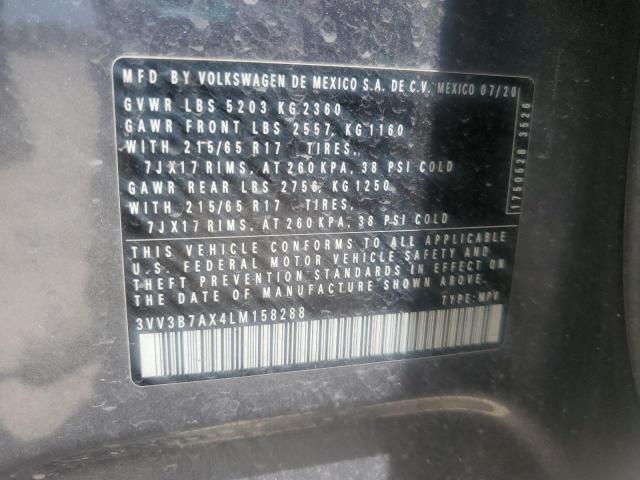 MFD BY VOLKSWAGEN DE MEXICO S.A. DE C.V. MEXICO 07/20
GVWR LBS 5203 KG 2360
GAWR FRONT LBS 2557, KG 1160
WITH 215/65 R17 TIRES,
7JX17 RIMS, AT 260 KPA, 38 PSI COLD
GAWR REAR LBS 2756, KG 1250
WITH 215/65 R17 TIRES,
7JX17 RIMS, AT 260 KPA, 38 PSI COLD
THIS VEHICLE CONFORMS TO ALL APPLICABLE
U.S. FEDERAL MOTOR VEHICLE SAFETY AND
THEFT PREVENTION STANDARDS IN EFFECT ON
THE DATE OF MANUFACTURE SHOWN ABOVE.
3VV3B7AX4LM158288 TYPE: MPV
1750528 3526